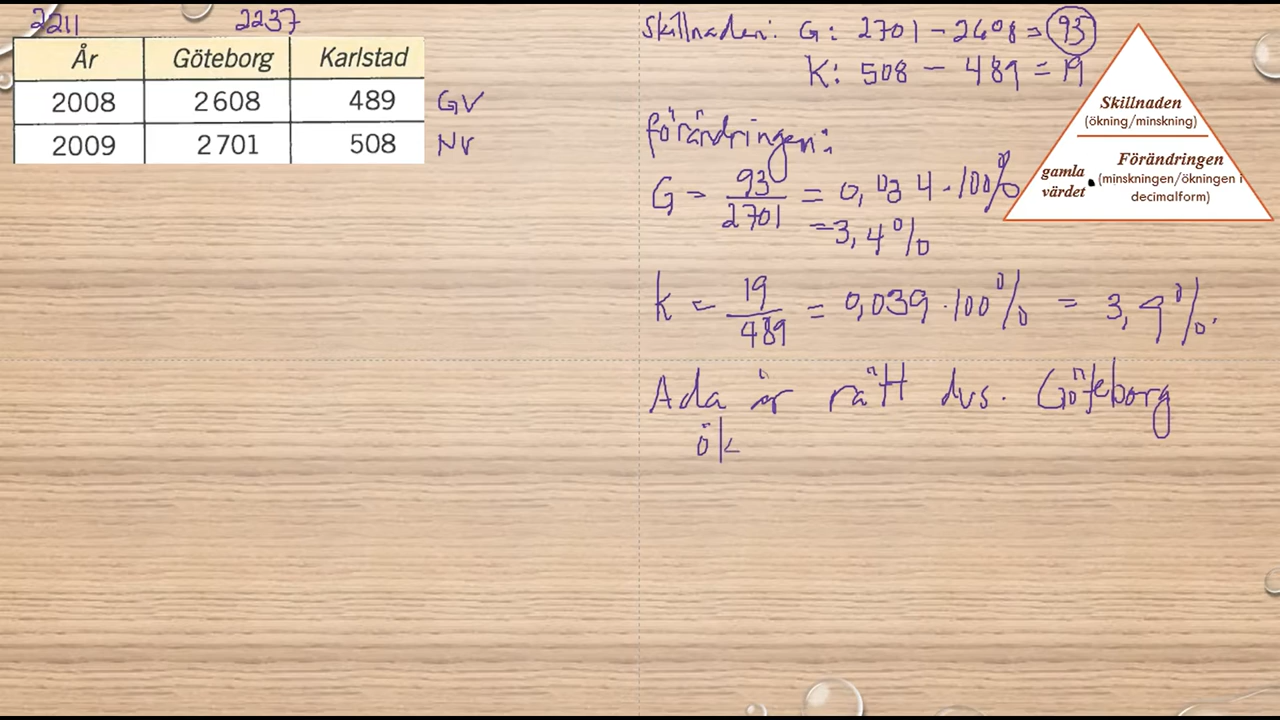 2211 2237
År Göteborg Karlstad
2008 2608 489 GV
2009 2701 508 NV
Skillnaden: G: 2701 - 2608 = 93
K: 508 - 489 = 19
Skillnaden
(ökning/minskning)
gamla värdet
Förändringen
(minskningen/ökningen i
decimalform)
förändringen:
G = 93/2701 = 0,034 · 100%
= 3,4%
K = 19/489 = 0,039 · 100% = 3,9%.
Ada är rätt dvs. Göteborg
ök